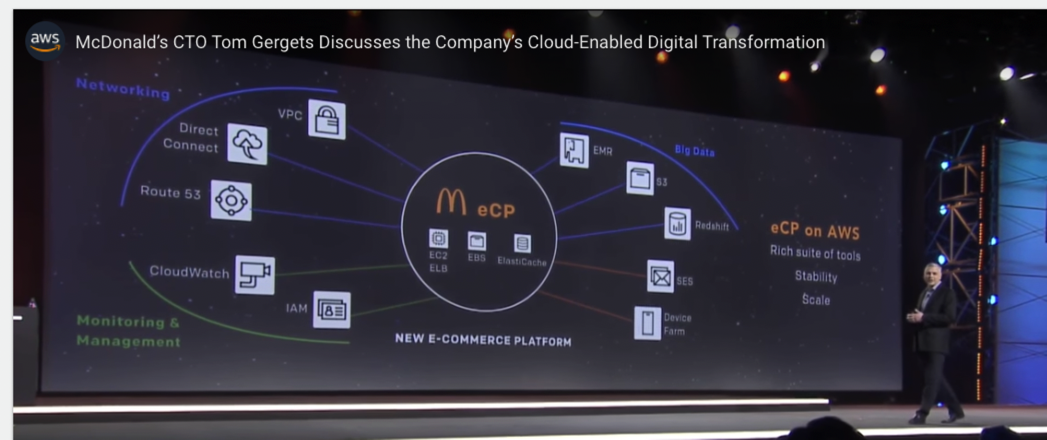 aws
McDonald's CTO Tom Gergets Discusses the Company's Cloud-Enabled Digital Transformation
Networking
VPC
Direct
Connect
Route 53
CloudWatch
IAM
Monitoring &
Management
eCP
EC2
ELB
EBS
ElastiCache
NEW E-COMMERCE PLATFORM
EMR
Big Data
S3
Redshift
SES
Device
Farm
eCP on AWS
Rich suite of tools
Stability
Scale